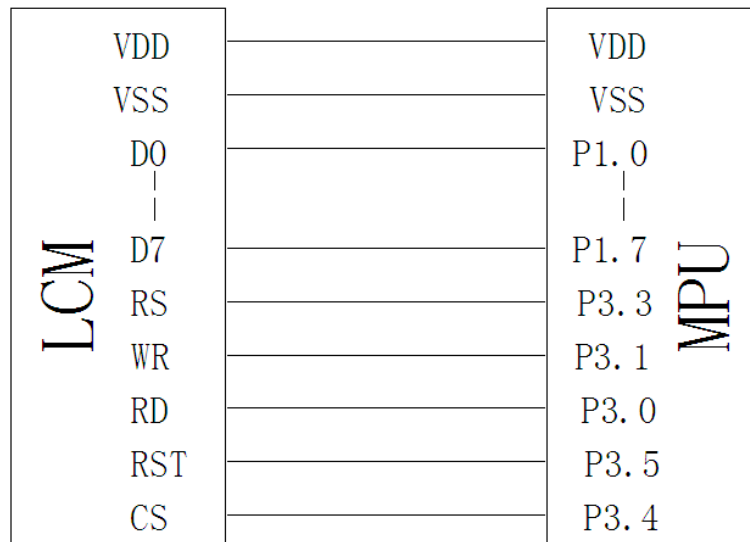 VDD VDD
VSS VSS
D0 P1.0
D7 P1.7
RS P3.3
WR P3.1
RD P3.0
RST P3.5
CS P3.4
LCM
MPU